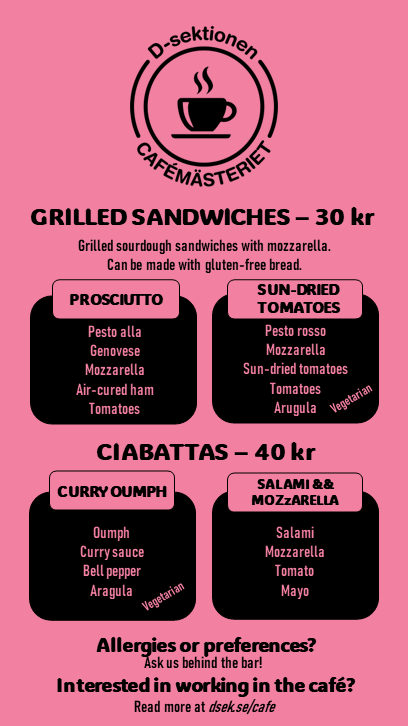 D-sektionen
CAFÉMÄSTERIET
GRILLED SANDWICHES – 30 kr
Grilled sourdough sandwiches with mozzarella.
Can be made with gluten-free bread.
PROSCIUTTO
Pesto alla
Genovese
Mozzarella
Air-cured ham
Tomatoes
SUN-DRIED
TOMATOES
Pesto rosso
Mozzarella
Sun-dried tomatoes
Tomatoes
Arugula
Vegetarian
CIABATTAS – 40 kr
CURRY OUMPH
Oumph
Curry sauce
Bell pepper
Aragula
Vegetarian
SALAMI &&
MOZzARELLA
Salami
Mozzarella
Tomato
Mayo
Allergies or preferences?
Ask us behind the bar!
Interested in working in the café?
Read more at dsek.se/cafe